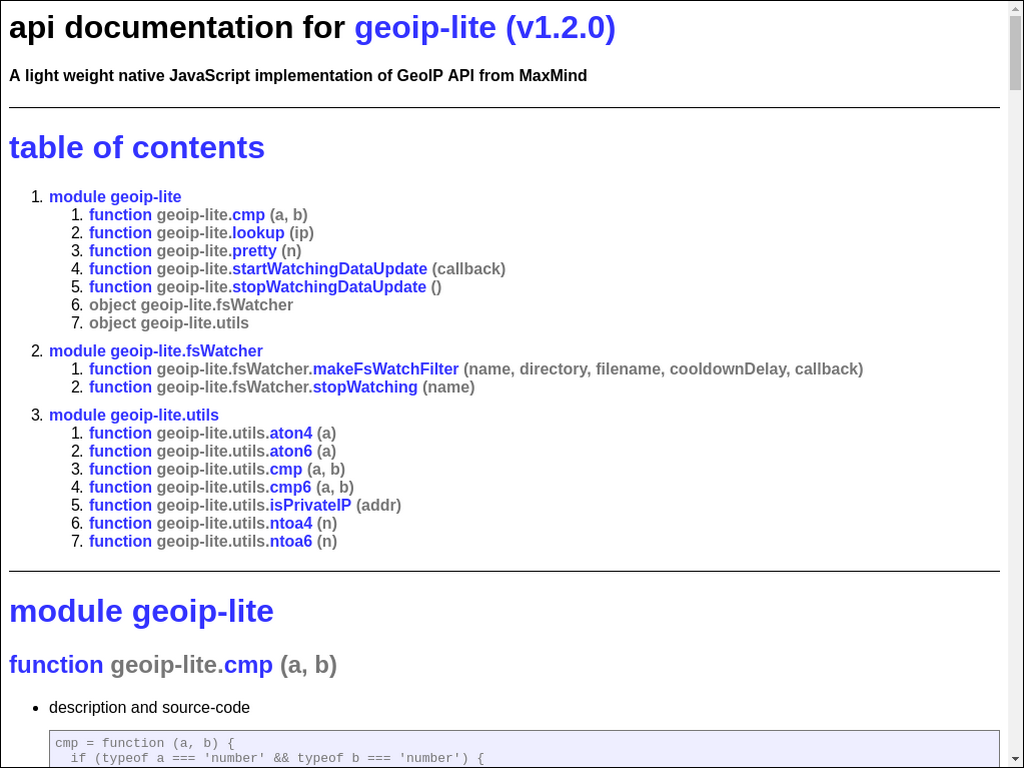 api documentation for geoip-lite (v1.2.0)
A light weight native JavaScript implementation of GeoIP API from MaxMind
table of contents
1. module geoip-lite
1. function geoip-lite.cmp (a, b)
2. function geoip-lite.lookup (ip)
3. function geoip-lite.pretty (n)
4. function geoip-lite.startWatchingDataUpdate (callback)
5. function geoip-lite.stopWatchingDataUpdate ()
6. object geoip-lite.fsWatcher
7. object geoip-lite.utils
2. module geoip-lite.fsWatcher
1. function geoip-lite.fsWatcher.makeFsWatchFilter (name, directory, filename, cooldownDelay, callback)
2. function geoip-lite.fsWatcher.stopWatching (name)
3. module geoip-lite.utils
1. function geoip-lite.utils.aton4 (a)
2. function geoip-lite.utils.aton6 (a)
3. function geoip-lite.utils.cmp (a, b)
4. function geoip-lite.utils.cmp6 (a, b)
5. function geoip-lite.utils.isPrivateIP (addr)
6. function geoip-lite.utils.ntoa4 (n)
7. function geoip-lite.utils.ntoa6 (n)
module geoip-lite
function geoip-lite.cmp (a, b)
• description and source-code
cmp = function (a, b) {
if (typeof a === 'number' && typeof b === 'number') {